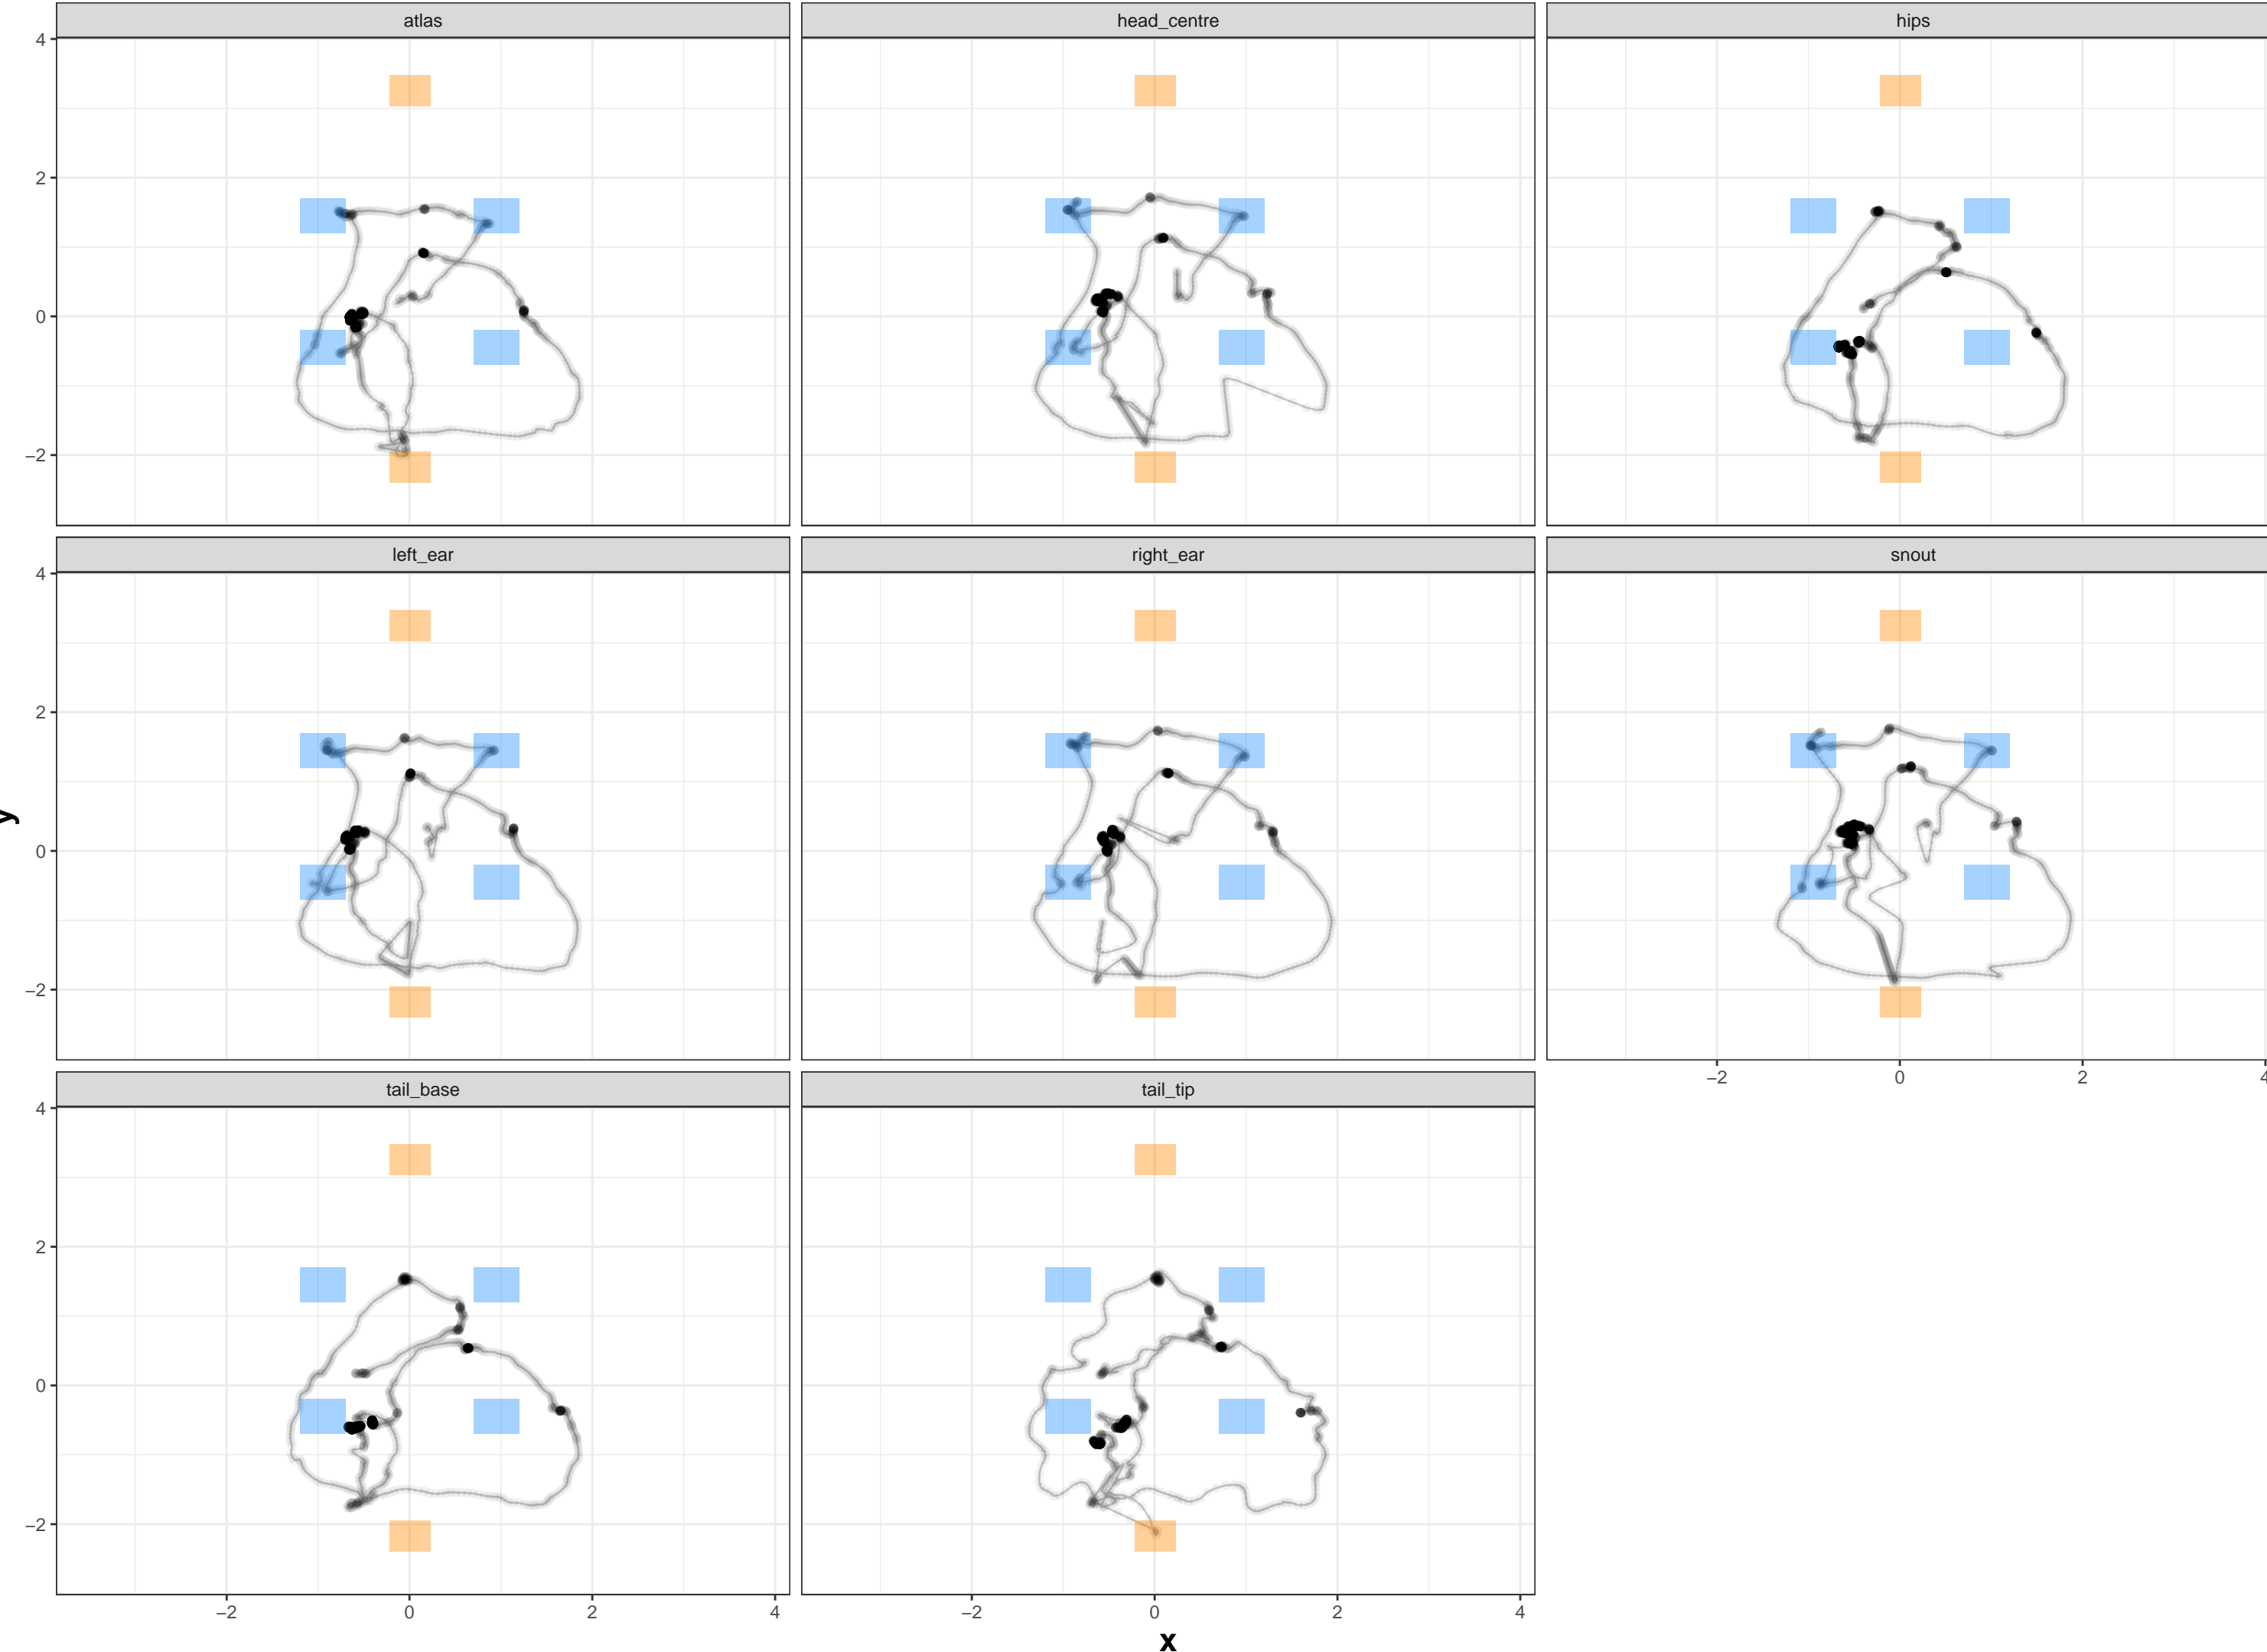 atlas head_centre hips
4
2
0
−2
left_ear right_ear snout
4
2
0
−2
−2 0 2 4
tail_base tail_tip
4
2
0
−2
−2 0 2 4 −2 0 2 4
x
y